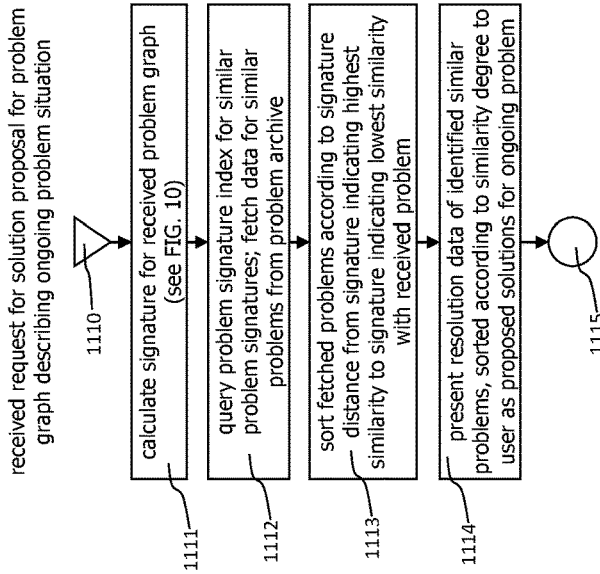 received request for solution proposal for problem
graph describing ongoing problem situation
1110
calculate signature for received problem graph
(see FIG. 10)
1111
query problem signature index for similar
problem signatures; fetch data for similar
problems from problem archive
1112
sort fetched problems according to signature
distance from signature indicating highest
similarity to signature indicating lowest similarity
with received problem
1113
present resolution data of identified similar
problems, sorted according to similarity degree to
user as proposed solutions for ongoing problem
1114
1115